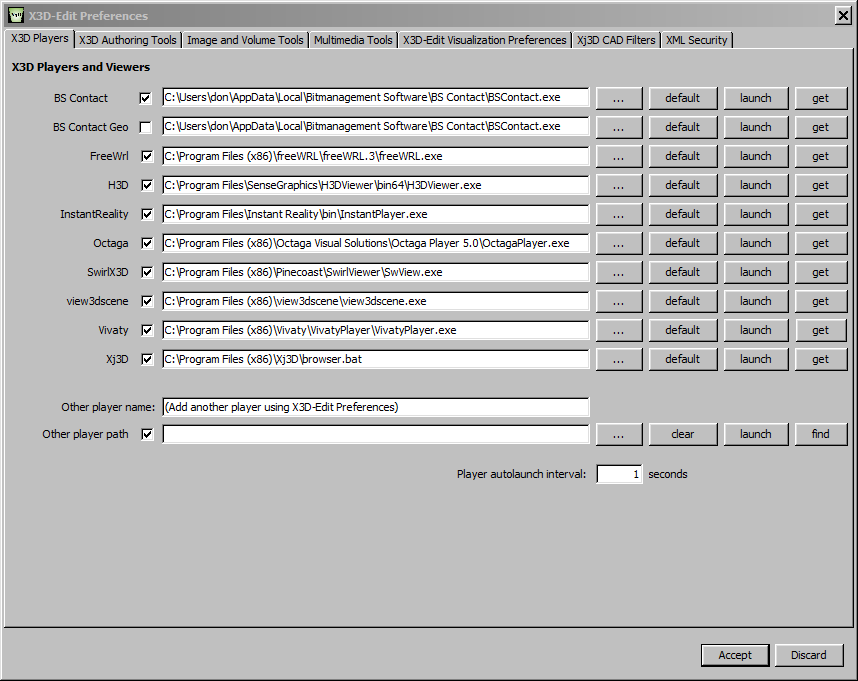 X3D-Edit Preferences
X3D Players X3D Authoring Tools Image and Volume Tools Multimedia Tools X3D-Edit Visualization Preferences Xj3D CAD Filters XML Security
X3D Players and Viewers
BS Contact C:\Users\don\AppData\Local\Bitmanagement Software\BS Contact\BSContact.exe ... default launch get
BS Contact Geo C:\Users\don\AppData\Local\Bitmanagement Software\BS Contact\BSContact.exe ... default launch get
FreeWrl C:\Program Files (x86)\freeWRL\freeWRL.3\freeWRL.exe ... default launch get
H3D C:\Program Files\SenseGraphics\H3DViewer\bin64\H3DViewer.exe ... default launch get
InstantReality C:\Program Files\Instant Reality\bin\InstantPlayer.exe ... default launch get
Octaga C:\Program Files (x86)\Octaga Visual Solutions\Octaga Player 5.0\OctagaPlayer.exe ... default launch get
SwirlX3D C:\Program Files (x86)\Pinecoast\SwirlViewer\SwView.exe ... default launch get
view3dscene C:\Program Files (x86)\view3dscene\view3dscene.exe ... default launch get
Vivaty C:\Program Files (x86)\Vivaty\VivatyPlayer\VivatyPlayer.exe ... default launch get
Xj3D C:\Program Files (x86)\Xj3D\browser.bat ... default launch get
Other player name: (Add another player using X3D-Edit Preferences)
Other player path ... clear launch find
Player autolaunch interval: 1 seconds
Accept Discard